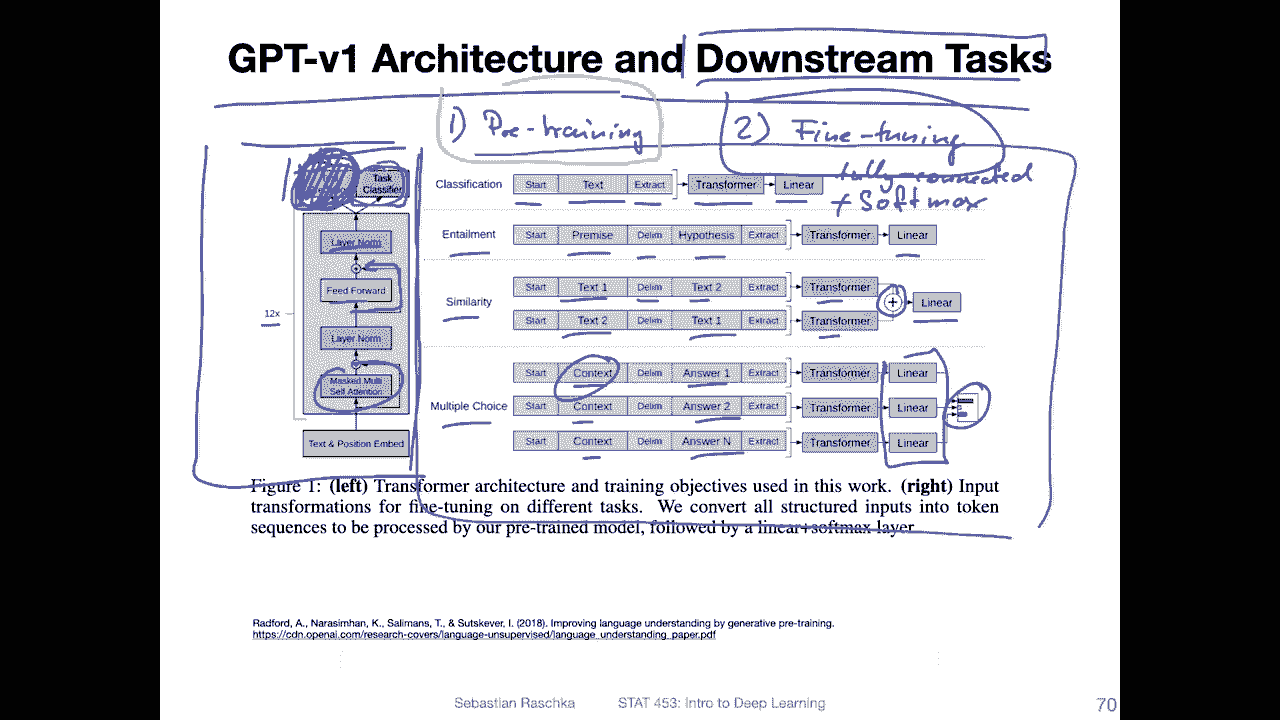 GPT-v1 Architecture and Downstream Tasks
1) Pre-training
2) Fine-tuning
fully-connected
+ Softmax
Task
Classifier
Layer Norm
Feed Forward
12x
Layer Norm
Masked Multi
Self Attention
Text & Position Embed
Classification Start Text Extract Transformer Linear
Entailment Start Premise Delim Hypothesis Extract Transformer Linear
Similarity Start Text 1 Delim Text 2 Extract Transformer + Linear
Start Text 2 Delim Text 1 Extract Transformer
Multiple Choice Start Context Delim Answer 1 Extract Transformer Linear
Start Context Delim Answer 2 Extract Transformer Linear
Start Context Delim Answer N Extract Transformer Linear
Figure 1: (left) Transformer architecture and training objectives used in this work. (right) Input
transformations for fine-tuning on different tasks. We convert all structured inputs into token
sequences to be processed by our pre-trained model, followed by a linear+softmax layer.
Radford, A., Narasimhan, K., Salimans, T., & Sutskever, I. (2018). Improving language understanding by generative pre-training.
https://cdn.openai.com/research-covers/language-unsupervised/language_understanding_paper.pdf
Sebastian Raschka STAT 453: Intro to Deep Learning 70